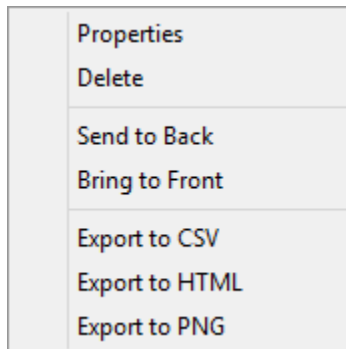 Properties
Delete
Send to Back
Bring to Front
Export to CSV
Export to HTML
Export to PNG